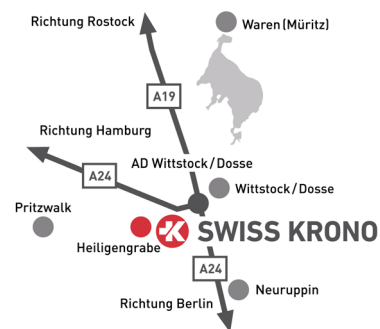 Richtung Rostock
Waren (Müritz)
A19
Richtung Hamburg
AD Wittstock / Dosse
A24
Wittstock / Dosse
Pritzwalk
SWISS KRONO
Heiligengrabe
A24
Neuruppin
Richtung Berlin